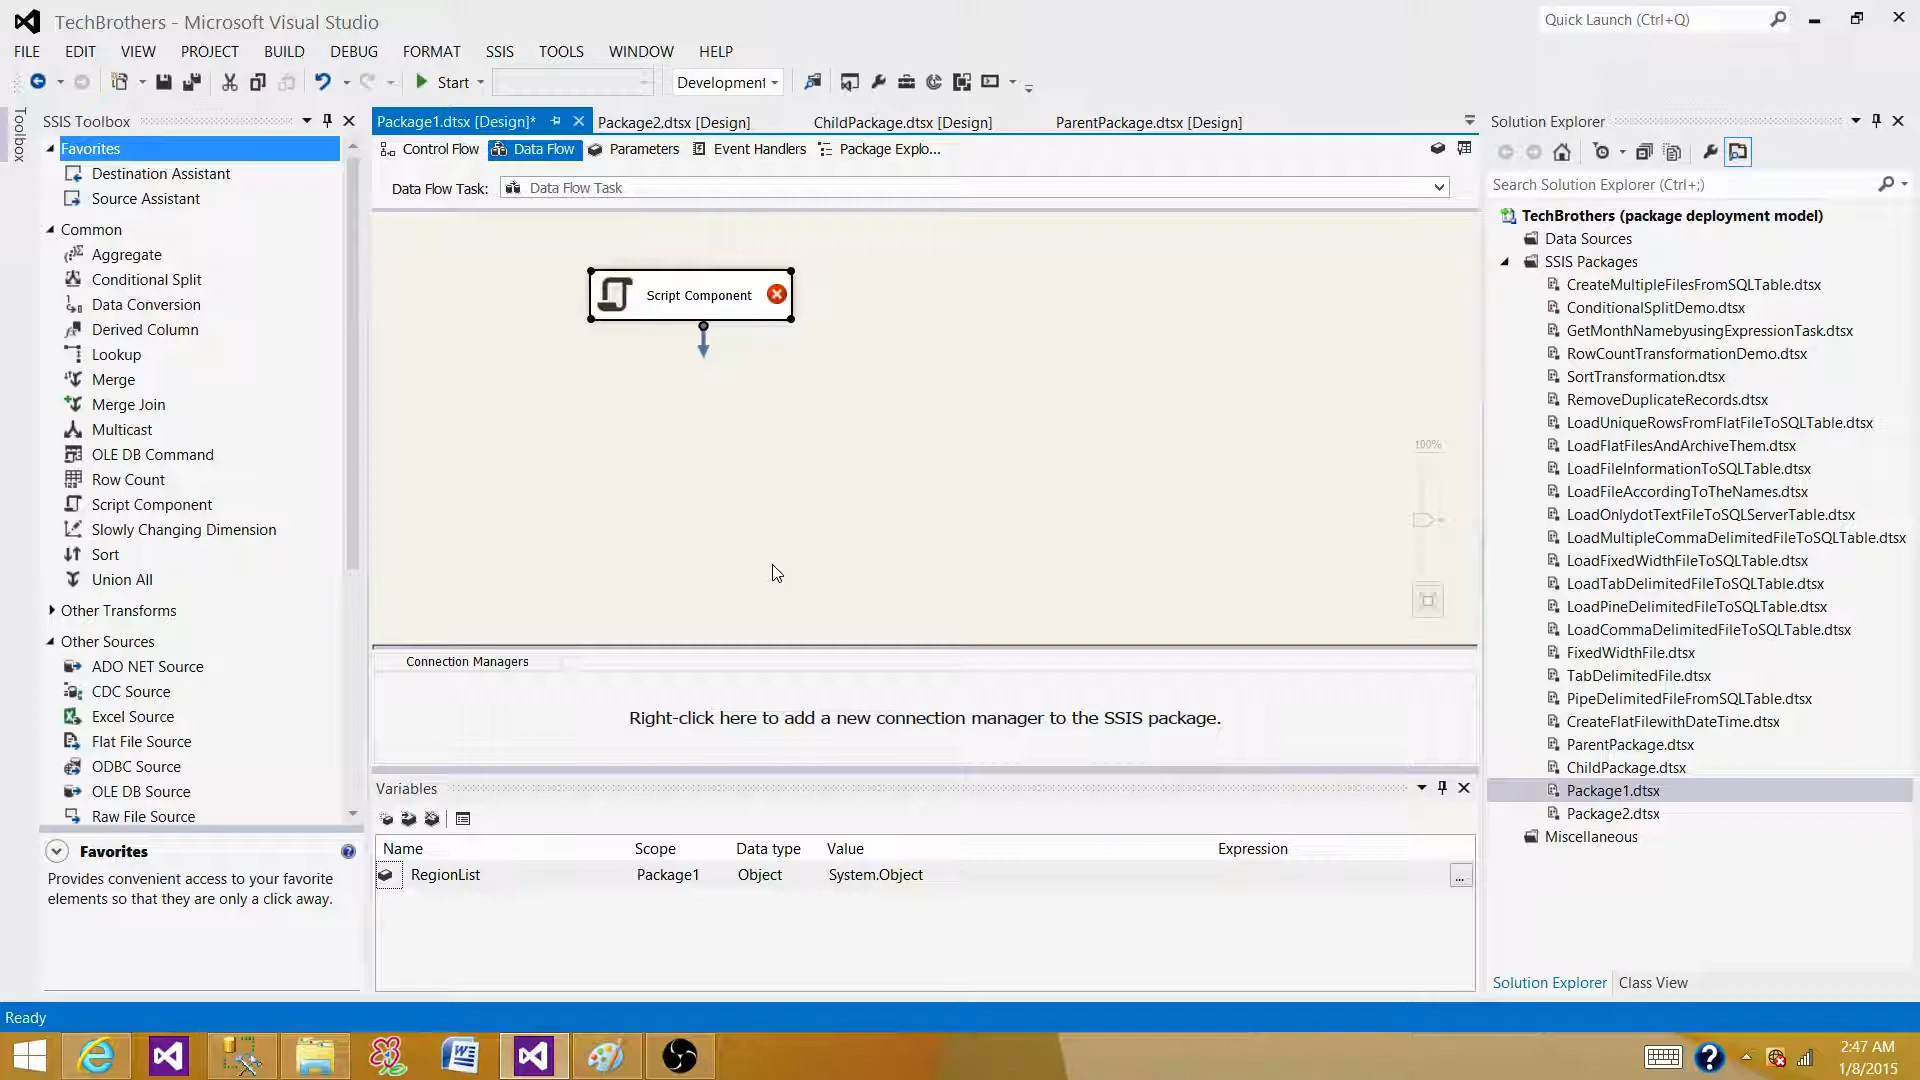 TechBrothers - Microsoft Visual Studio
Quick Launch (Ctrl+Q)
FILE EDIT VIEW PROJECT BUILD DEBUG FORMAT SSIS TOOLS WINDOW HELP
Start Development
Toolbox
SSIS Toolbox
Favorites
Destination Assistant
Source Assistant
Common
Aggregate
Conditional Split
Data Conversion
Derived Column
Lookup
Merge
Merge Join
Multicast
OLE DB Command
Row Count
Script Component
Slowly Changing Dimension
Sort
Union All
Other Transforms
Other Sources
ADO NET Source
CDC Source
Excel Source
Flat File Source
ODBC Source
OLE DB Source
Raw File Source
Favorites
Provides convenient access to your favorite
elements so that they are only a click away.
Package1.dtsx [Design]* Package2.dtsx [Design] ChildPackage.dtsx [Design] ParentPackage.dtsx [Design]
Control Flow Data Flow Parameters Event Handlers Package Explo...
Data Flow Task: Data Flow Task
Script Component
100%
Connection Managers
Right-click here to add a new connection manager to the SSIS package.
Variables
Name Scope Data type Value Expression
RegionList Package1 Object System.Object ...
Solution Explorer
Search Solution Explorer (Ctrl+;)
TechBrothers (package deployment model)
Data Sources
SSIS Packages
CreateMultipleFilesFromSQLTable.dtsx
ConditionalSplitDemo.dtsx
GetMonthNamebyusingExpressionTask.dtsx
RowCountTransformationDemo.dtsx
SortTransformation.dtsx
RemoveDuplicateRecords.dtsx
LoadUniqueRowsFromFlatFileToSQLTable.dtsx
LoadFlatFilesAndArchiveThem.dtsx
LoadFileInformationToSQLTable.dtsx
LoadFileAccordingToTheNames.dtsx
LoadOnlydotTextFileToSQLServerTable.dtsx
LoadMultipleCommaDelimitedFileToSQLTable.dtsx
LoadFixedWidthFileToSQLTable.dtsx
LoadTabDelimitedFileToSQLTable.dtsx
LoadPineDelimitedFileToSQLTable.dtsx
LoadCommaDelimitedFileToSQLTable.dtsx
FixedWidthFile.dtsx
TabDelimitedFile.dtsx
PipeDelimitedFileFromSQLTable.dtsx
CreateFlatFilewithDateTime.dtsx
ParentPackage.dtsx
ChildPackage.dtsx
Package1.dtsx
Package2.dtsx
Miscellaneous
Solution Explorer Class View
Ready
2:47 AM
1/8/2015